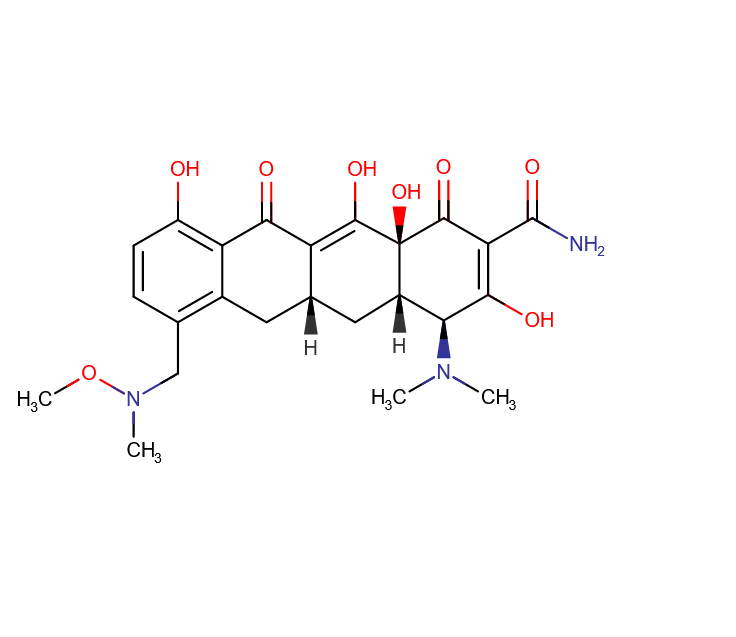 OH O OH O O
OH
NH2
OH
H H
H3C O N N
H3C CH3
CH3